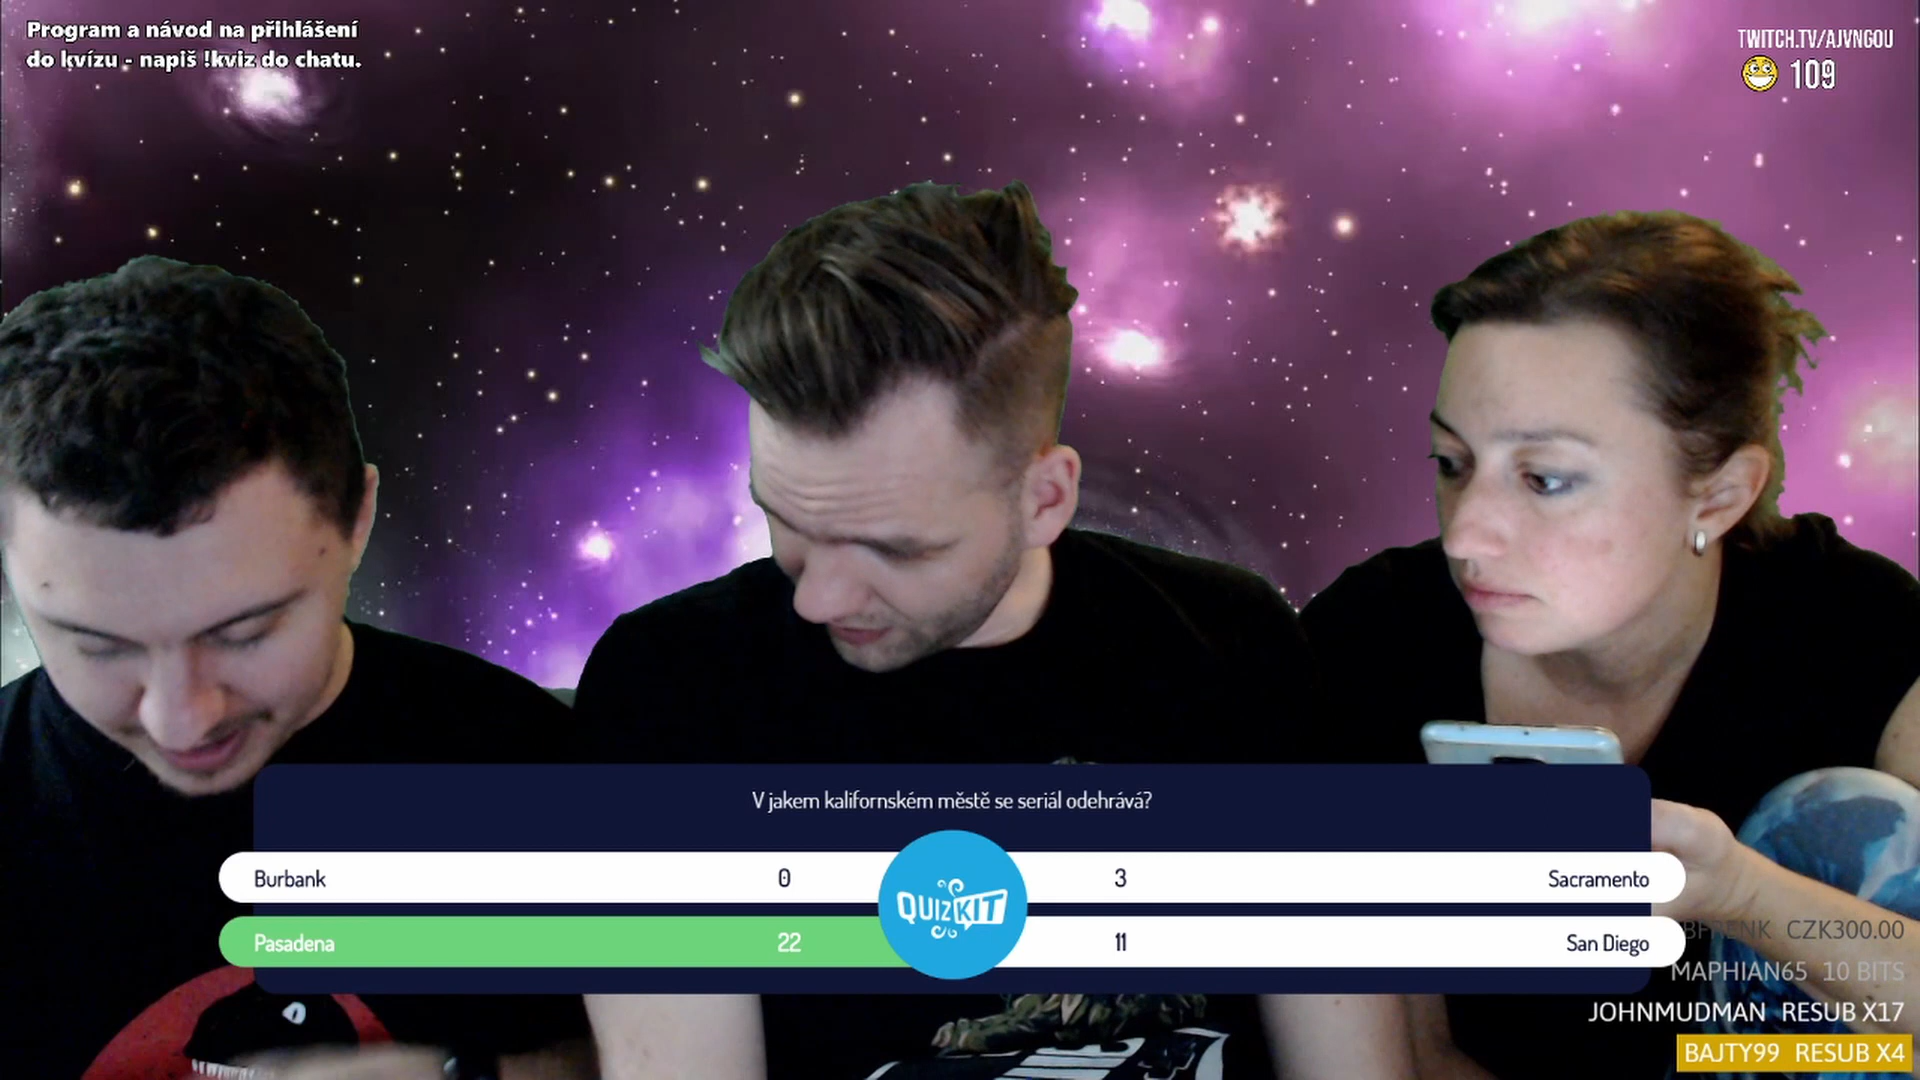 Program a návod na přihlášení
do kvízu - napiš !kviz do chatu.
TWITCH.TV/AJVNGOU
109
V jakem kalifornském městě se seriál odehrává?
Burbank 0
3 Sacramento
QUIZKIT
Pasadena 22
11 San Diego
CZK300.00
MAPHIAN65 10 BITS
JOHNMUDMAN RESUB X17
BAJTY99 RESUB X4